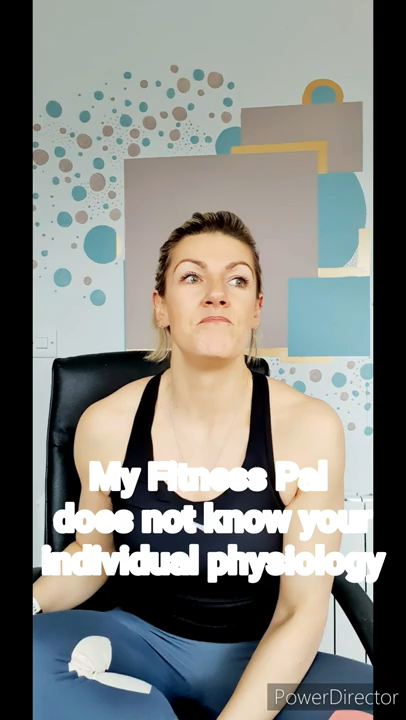 My Fitness Pal
does not know your
individual physiology
PowerDirector